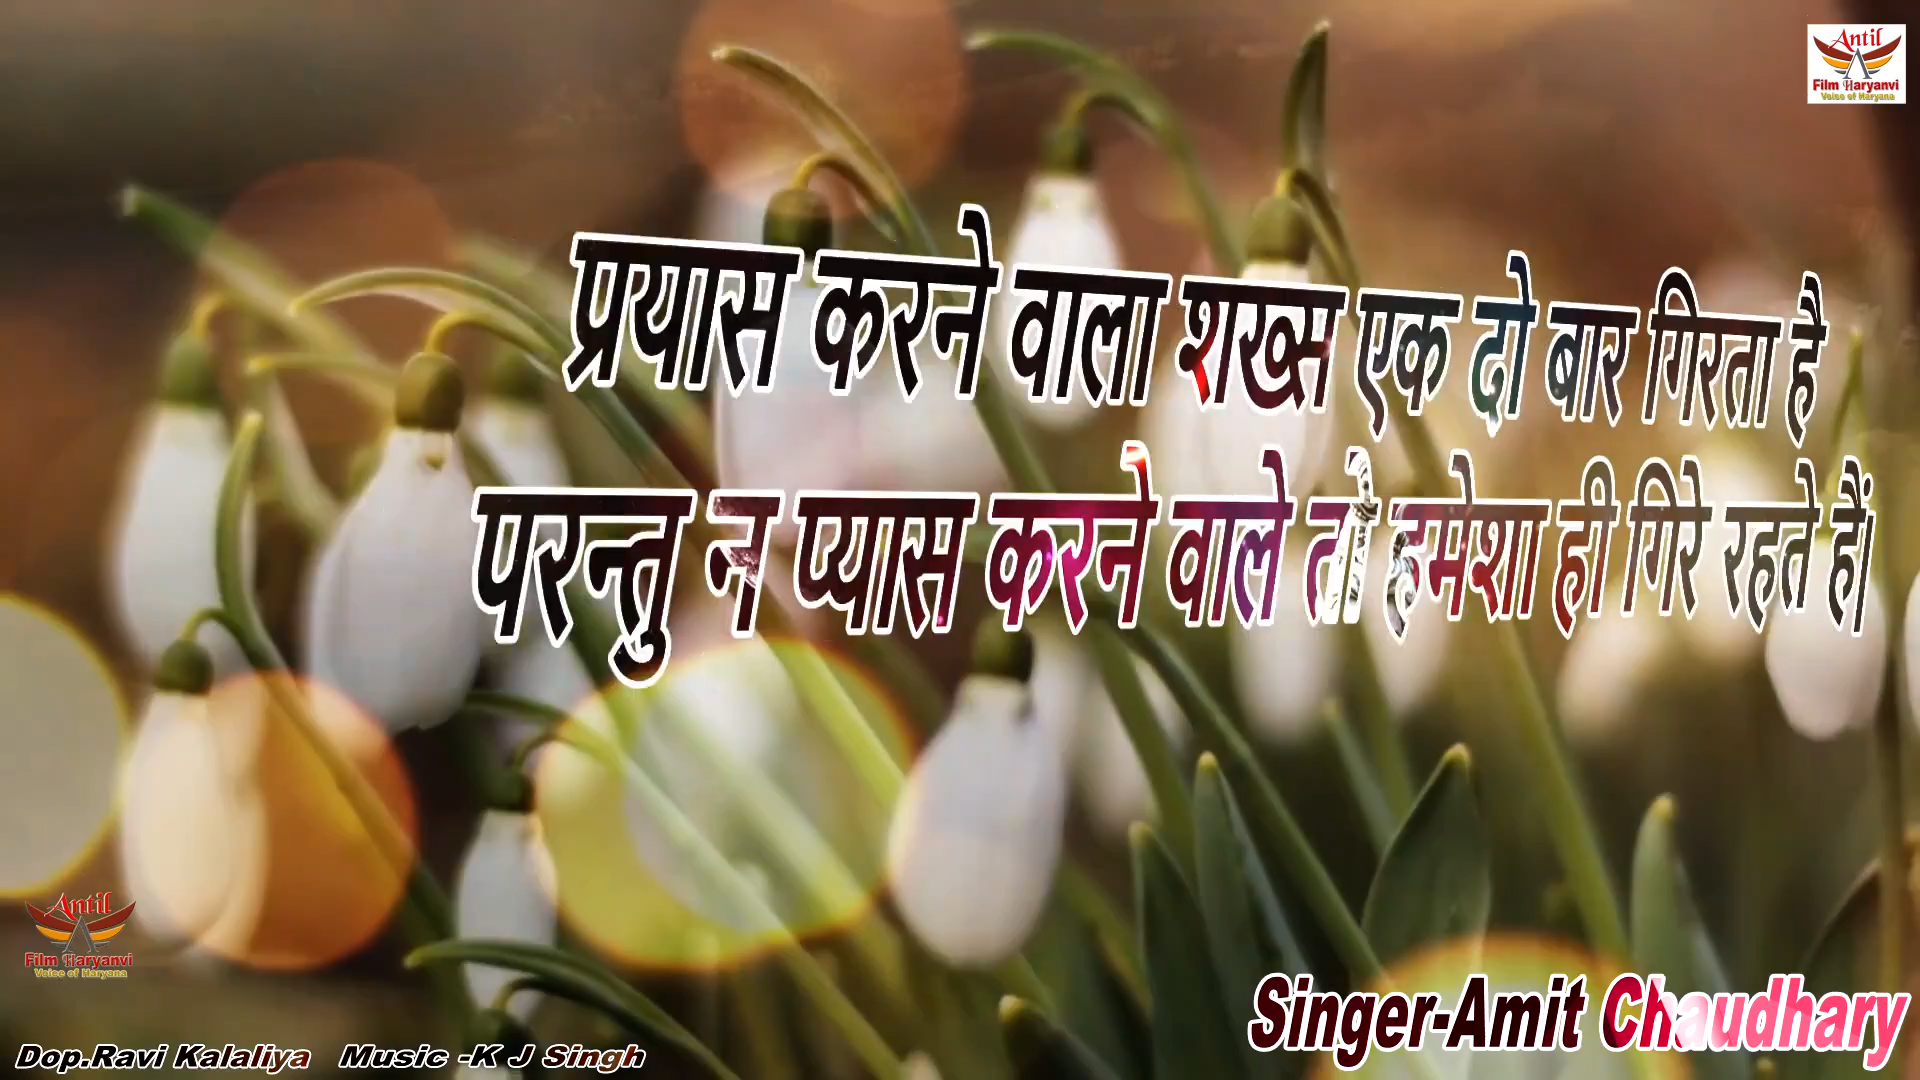 Antil
Film Haryanvi
Voice of Haryana
प्रयास करने वाला शख्स एक दो बार गिरता है
परन्तु न प्यास करने वाले तो हमेशा ही गिरे रहते हैं।
Antil
Film Haryanvi
Voice of Haryana
Singer-Amit Chaudhary
Dop.Ravi Kalaliya Music -K J Singh